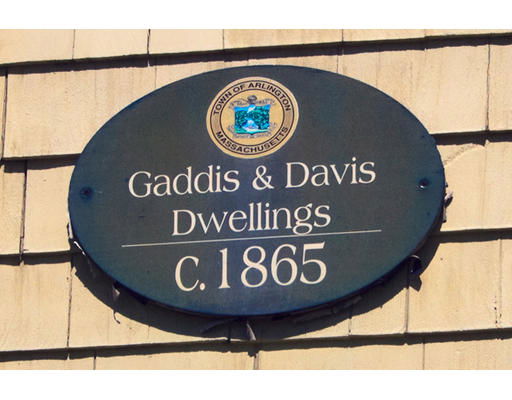 TOWN OF ARLINGTON
MASSACHUSETTS
Gaddis & Davis
Dwellings
c. 1865